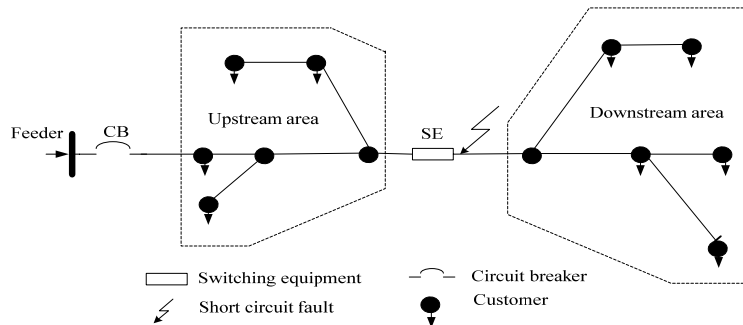 Feeder
CB
Upstream area
SE
Downstream area
Switching equipment
Circuit breaker
Short circuit fault
Customer